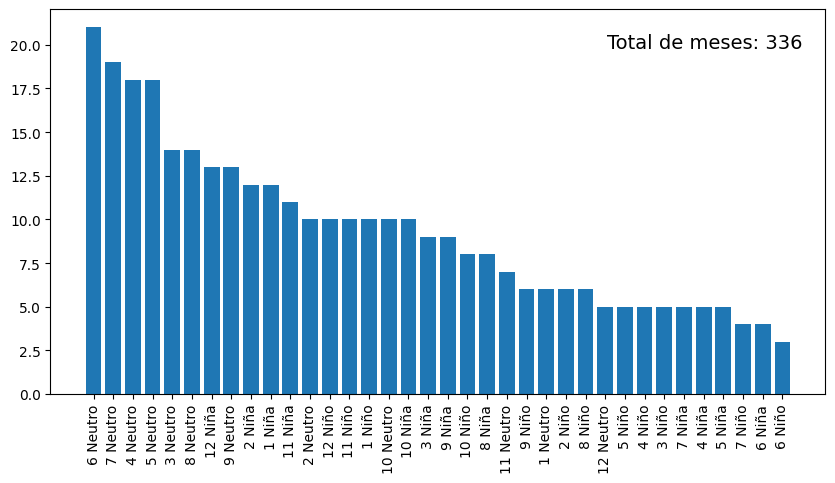 Total de meses: 336
20.0
17.5
15.0
12.5
10.0
7.5
5.0
2.5
0.0
6 Neutro
7 Neutro
4 Neutro
5 Neutro
3 Neutro
8 Neutro
12 Niña
9 Neutro
2 Niña
1 Niña
11 Niña
2 Neutro
12 Niño
11 Niño
1 Niño
10 Neutro
10 Niña
3 Niña
9 Niña
10 Niño
8 Niña
11 Neutro
9 Niño
1 Neutro
2 Niño
8 Niño
12 Neutro
5 Niño
4 Niño
3 Niño
7 Niña
4 Niña
5 Niña
7 Niño
6 Niña
6 Niño